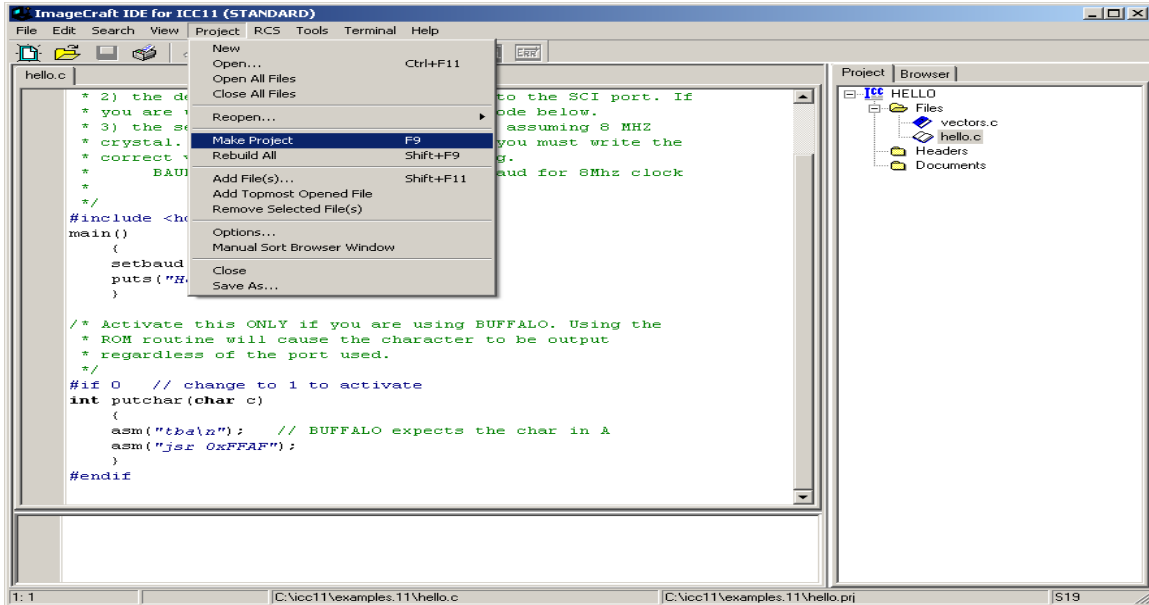 ImageCraft IDE for ICC11 (STANDARD)
File Edit Search View Project RCS Tools Terminal Help
New
Open... Ctrl+F11
Open All Files
Close All Files
Reopen...
Make Project F9
Rebuild All Shift+F9
Add File(s)... Shift+F11
Add Topmost Opened File
Remove Selected File(s)
Options...
Manual Sort Browser Window
Close
Save As...
ERR
hello.c
* 2) the de to the SCI port. If
* you are ode below.
* 3) the se assuming 8 MHZ
* crystal. you must write the
* correct g.
* BAU aud for 8Mhz clock
*
*/
#include <ho
main()
{
setbaud
puts("H
}
/* Activate this ONLY if you are using BUFFALO. Using the
* ROM routine will cause the character to be output
* regardless of the port used.
*/
#if 0 // change to 1 to activate
int putchar(char c)
{
asm("tba\n"); // BUFFALO expects the char in A
asm("jsr 0xFFAF");
}
#endif
Project Browser
ICC HELLO
Files
vectors.c
hello.c
Headers
Documents
1: 1 C:\icc11\examples.11\hello.c C:\icc11\examples.11\hello.prj S19